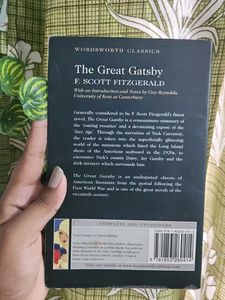 WORDSWORTH CLASSICS
The Great Gatsby
F. SCOTT FITZGERALD
With an Introduction and Notes by Guy Reynolds,
University of Kent at Canterbury
Generally considered to be F. Scott Fitzgerald's finest
novel, The Great Gatsby is a consummate summary of
the 'roaring twenties' and a devastating expose of the
'Jazz Age'. Through the narration of Nick Carraway,
the reader is taken into the superficially glittering
world of the mansions which lined the Long Island
shore of the American seaboard in the 1920s, to
encounter Nick's cousin Daisy, Jay Gatsby and the
dark mystery which surrounds him.
The Great Gatsby is an undisputed classic of
American literature from the period following the
First World War and is one of the great novels of the
twentieth century.
COMPLETE AND UNABRIDGED
Visit our website at www.wordsworth-editions.com